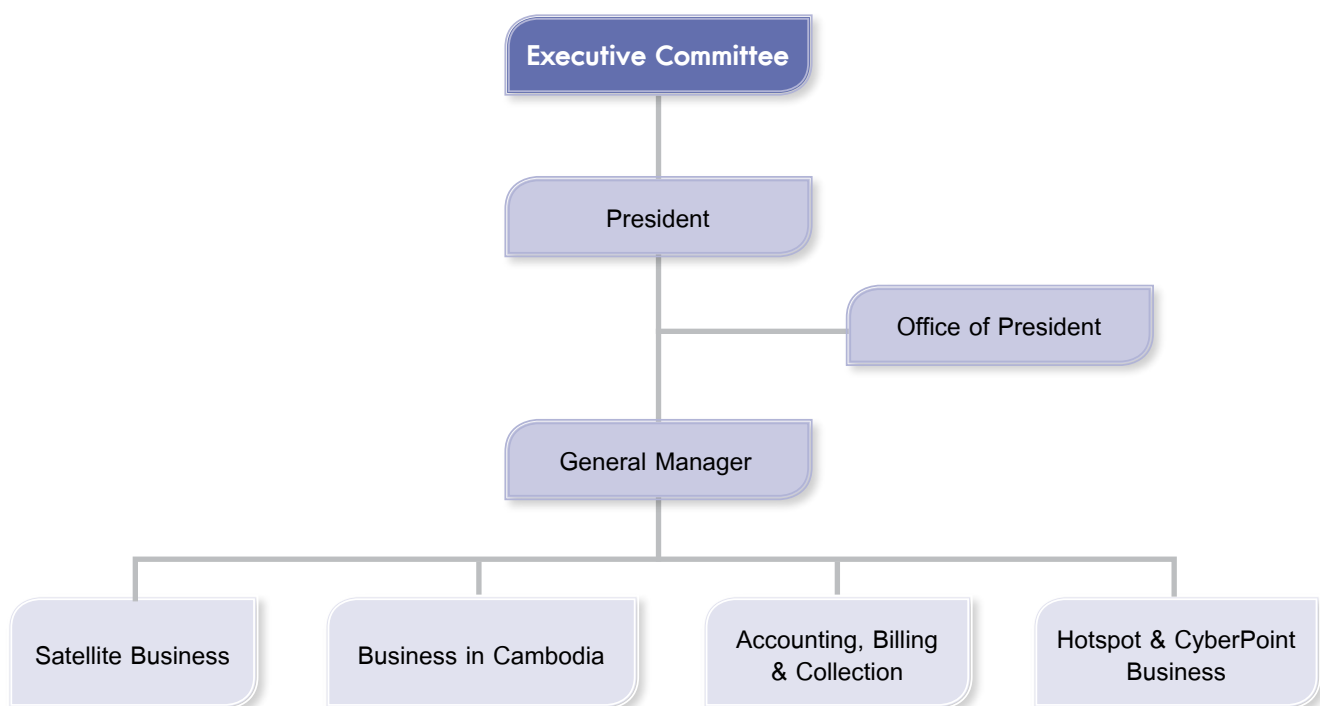 Executive Committee
President
Office of President
General Manager
Satellite Business
Business in Cambodia
Accounting, Billing
& Collection
Hotspot & CyberPoint
Business